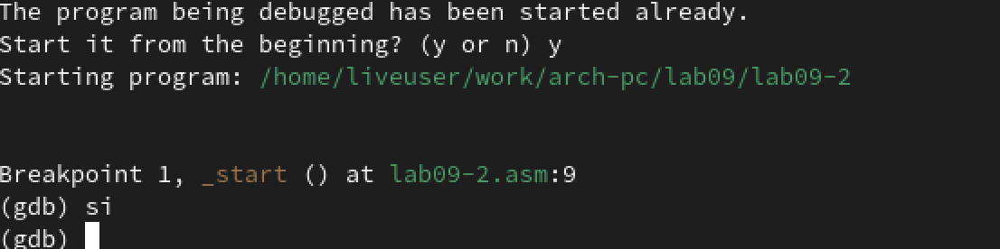 The program being debugged has been started already.
Start it from the beginning? (y or n) y
Starting program: /home/liveuser/work/arch-pc/lab09/lab09-2
Breakpoint 1, _start () at lab09-2.asm:9
(gdb) si
(gdb)